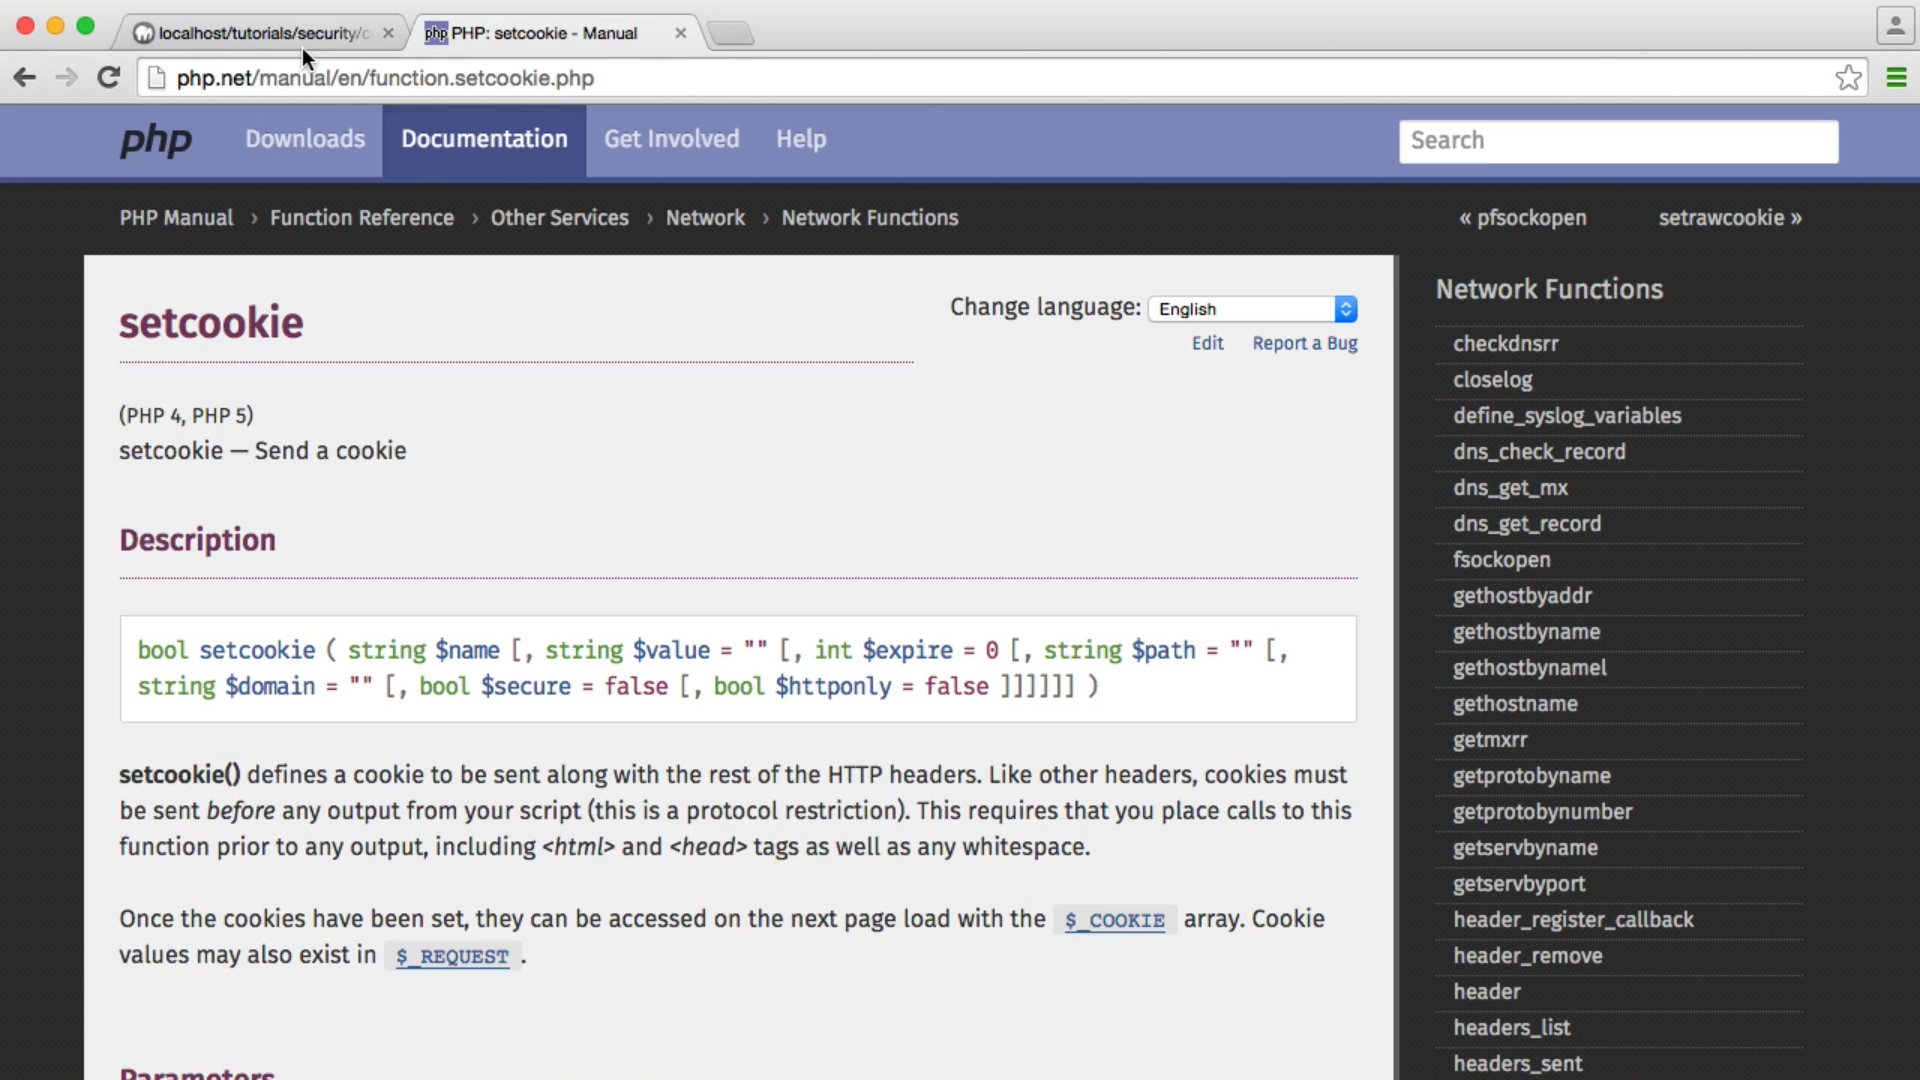 localhost/tutorials/security/c
php PHP: setcookie - Manual
php.net/manual/en/function.setcookie.php
php
Downloads
Documentation
Get Involved
Help
Search
PHP Manual › Function Reference › Other Services › Network › Network Functions
« pfsockopen
setrawcookie »
setcookie
Change language: English
Edit
Report a Bug
(PHP 4, PHP 5)
setcookie — Send a cookie
Description
bool setcookie ( string $name [, string $value = "" [, int $expire = 0 [, string $path = "" [,
string $domain = "" [, bool $secure = false [, bool $httponly = false ]]]]]] )
setcookie() defines a cookie to be sent along with the rest of the HTTP headers. Like other headers, cookies must
be sent before any output from your script (this is a protocol restriction). This requires that you place calls to this
function prior to any output, including <html> and <head> tags as well as any whitespace.
Once the cookies have been set, they can be accessed on the next page load with the $_COOKIE array. Cookie
values may also exist in $_REQUEST .
Parameters
Network Functions
checkdnsrr
closelog
define_syslog_variables
dns_check_record
dns_get_mx
dns_get_record
fsockopen
gethostbyaddr
gethostbyname
gethostbynamel
gethostname
getmxrr
getprotobyname
getprotobynumber
getservbyname
getservbyport
header_register_callback
header_remove
header
headers_list
headers_sent